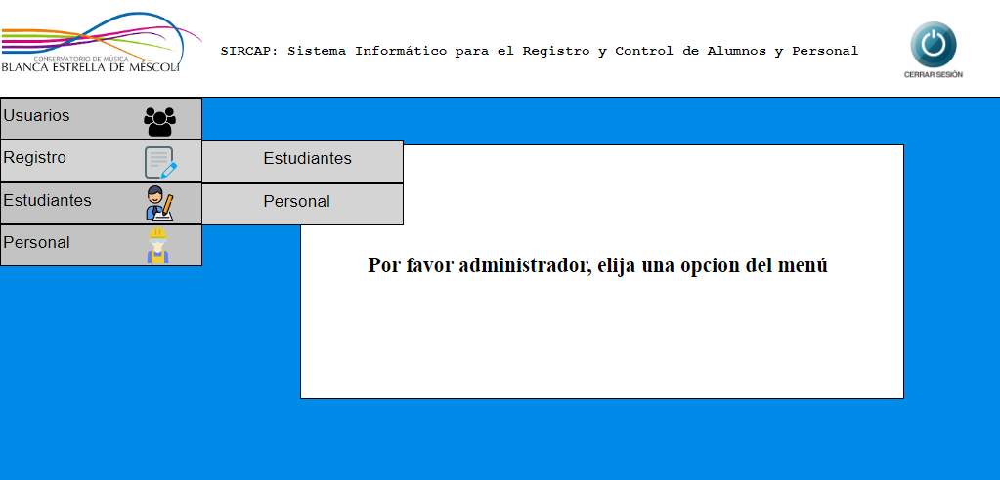 CONSERVATORIO DE MÚSICA
BLANCA ESTRELLA DE MÉSCOLI
SIRCAP: Sistema Informático para el Registro y Control de Alumnos y Personal
CERRAR SESIÓN
Usuarios
Registro
Estudiantes
Personal
Estudiantes
Personal
Por favor administrador, elija una opcion del menú